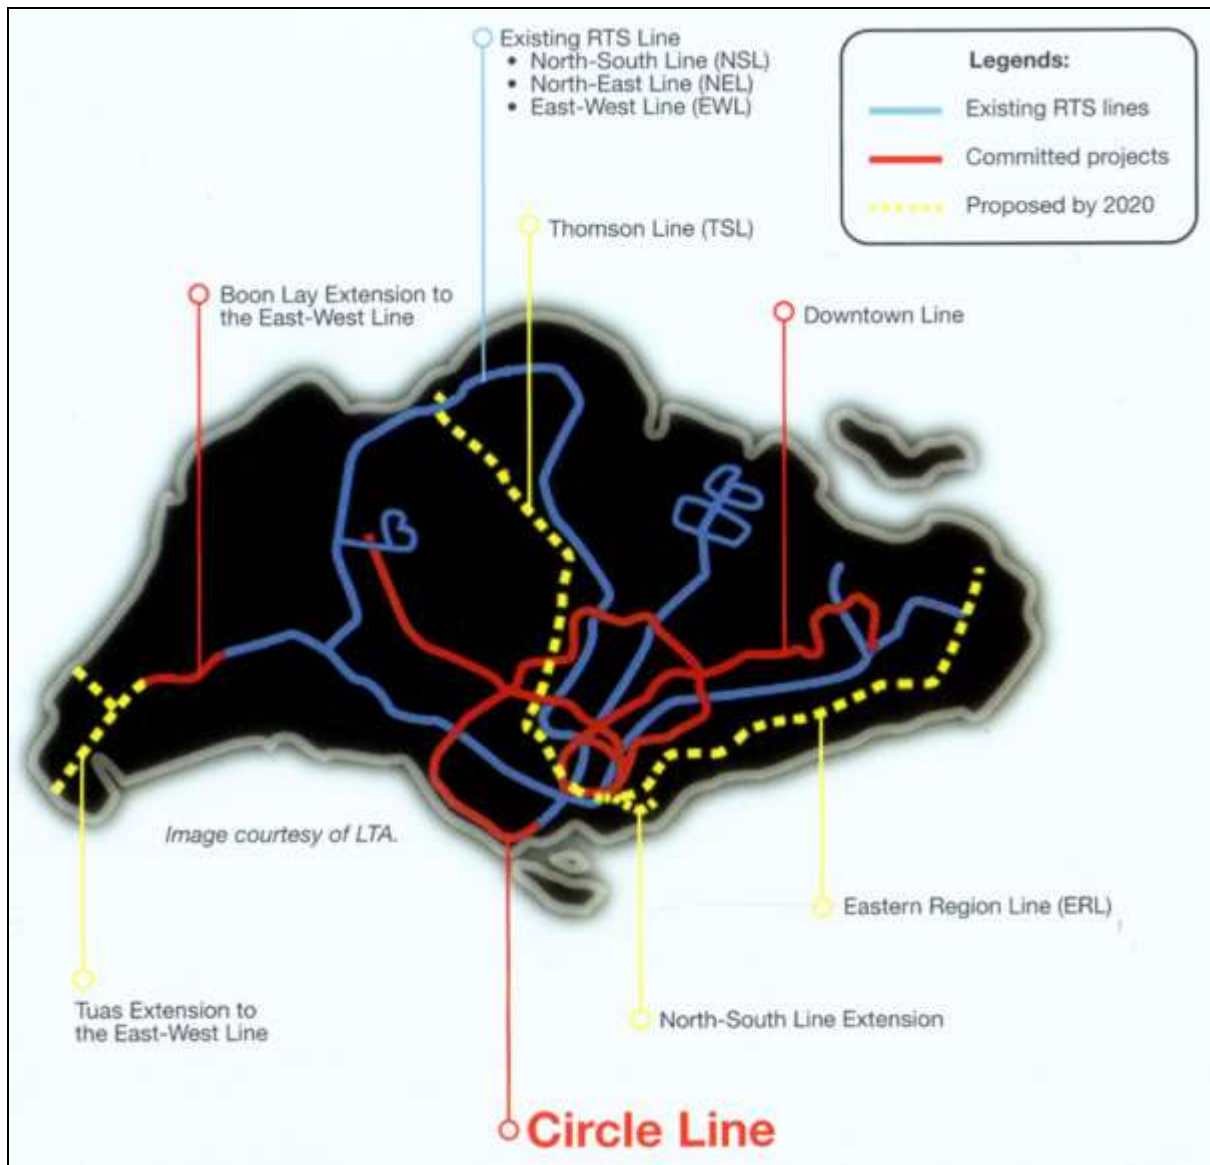 Existing RTS Line
• North-South Line (NSL)
• North-East Line (NEL)
• East-West Line (EWL)
Legends:
Existing RTS lines
Committed projects
Proposed by 2020
Thomson Line (TSL)
Boon Lay Extension to
the East-West Line
Downtown Line
Image courtesy of LTA.
Eastern Region Line (ERL)
Tuas Extension to
the East-West Line
North-South Line Extension
Circle Line